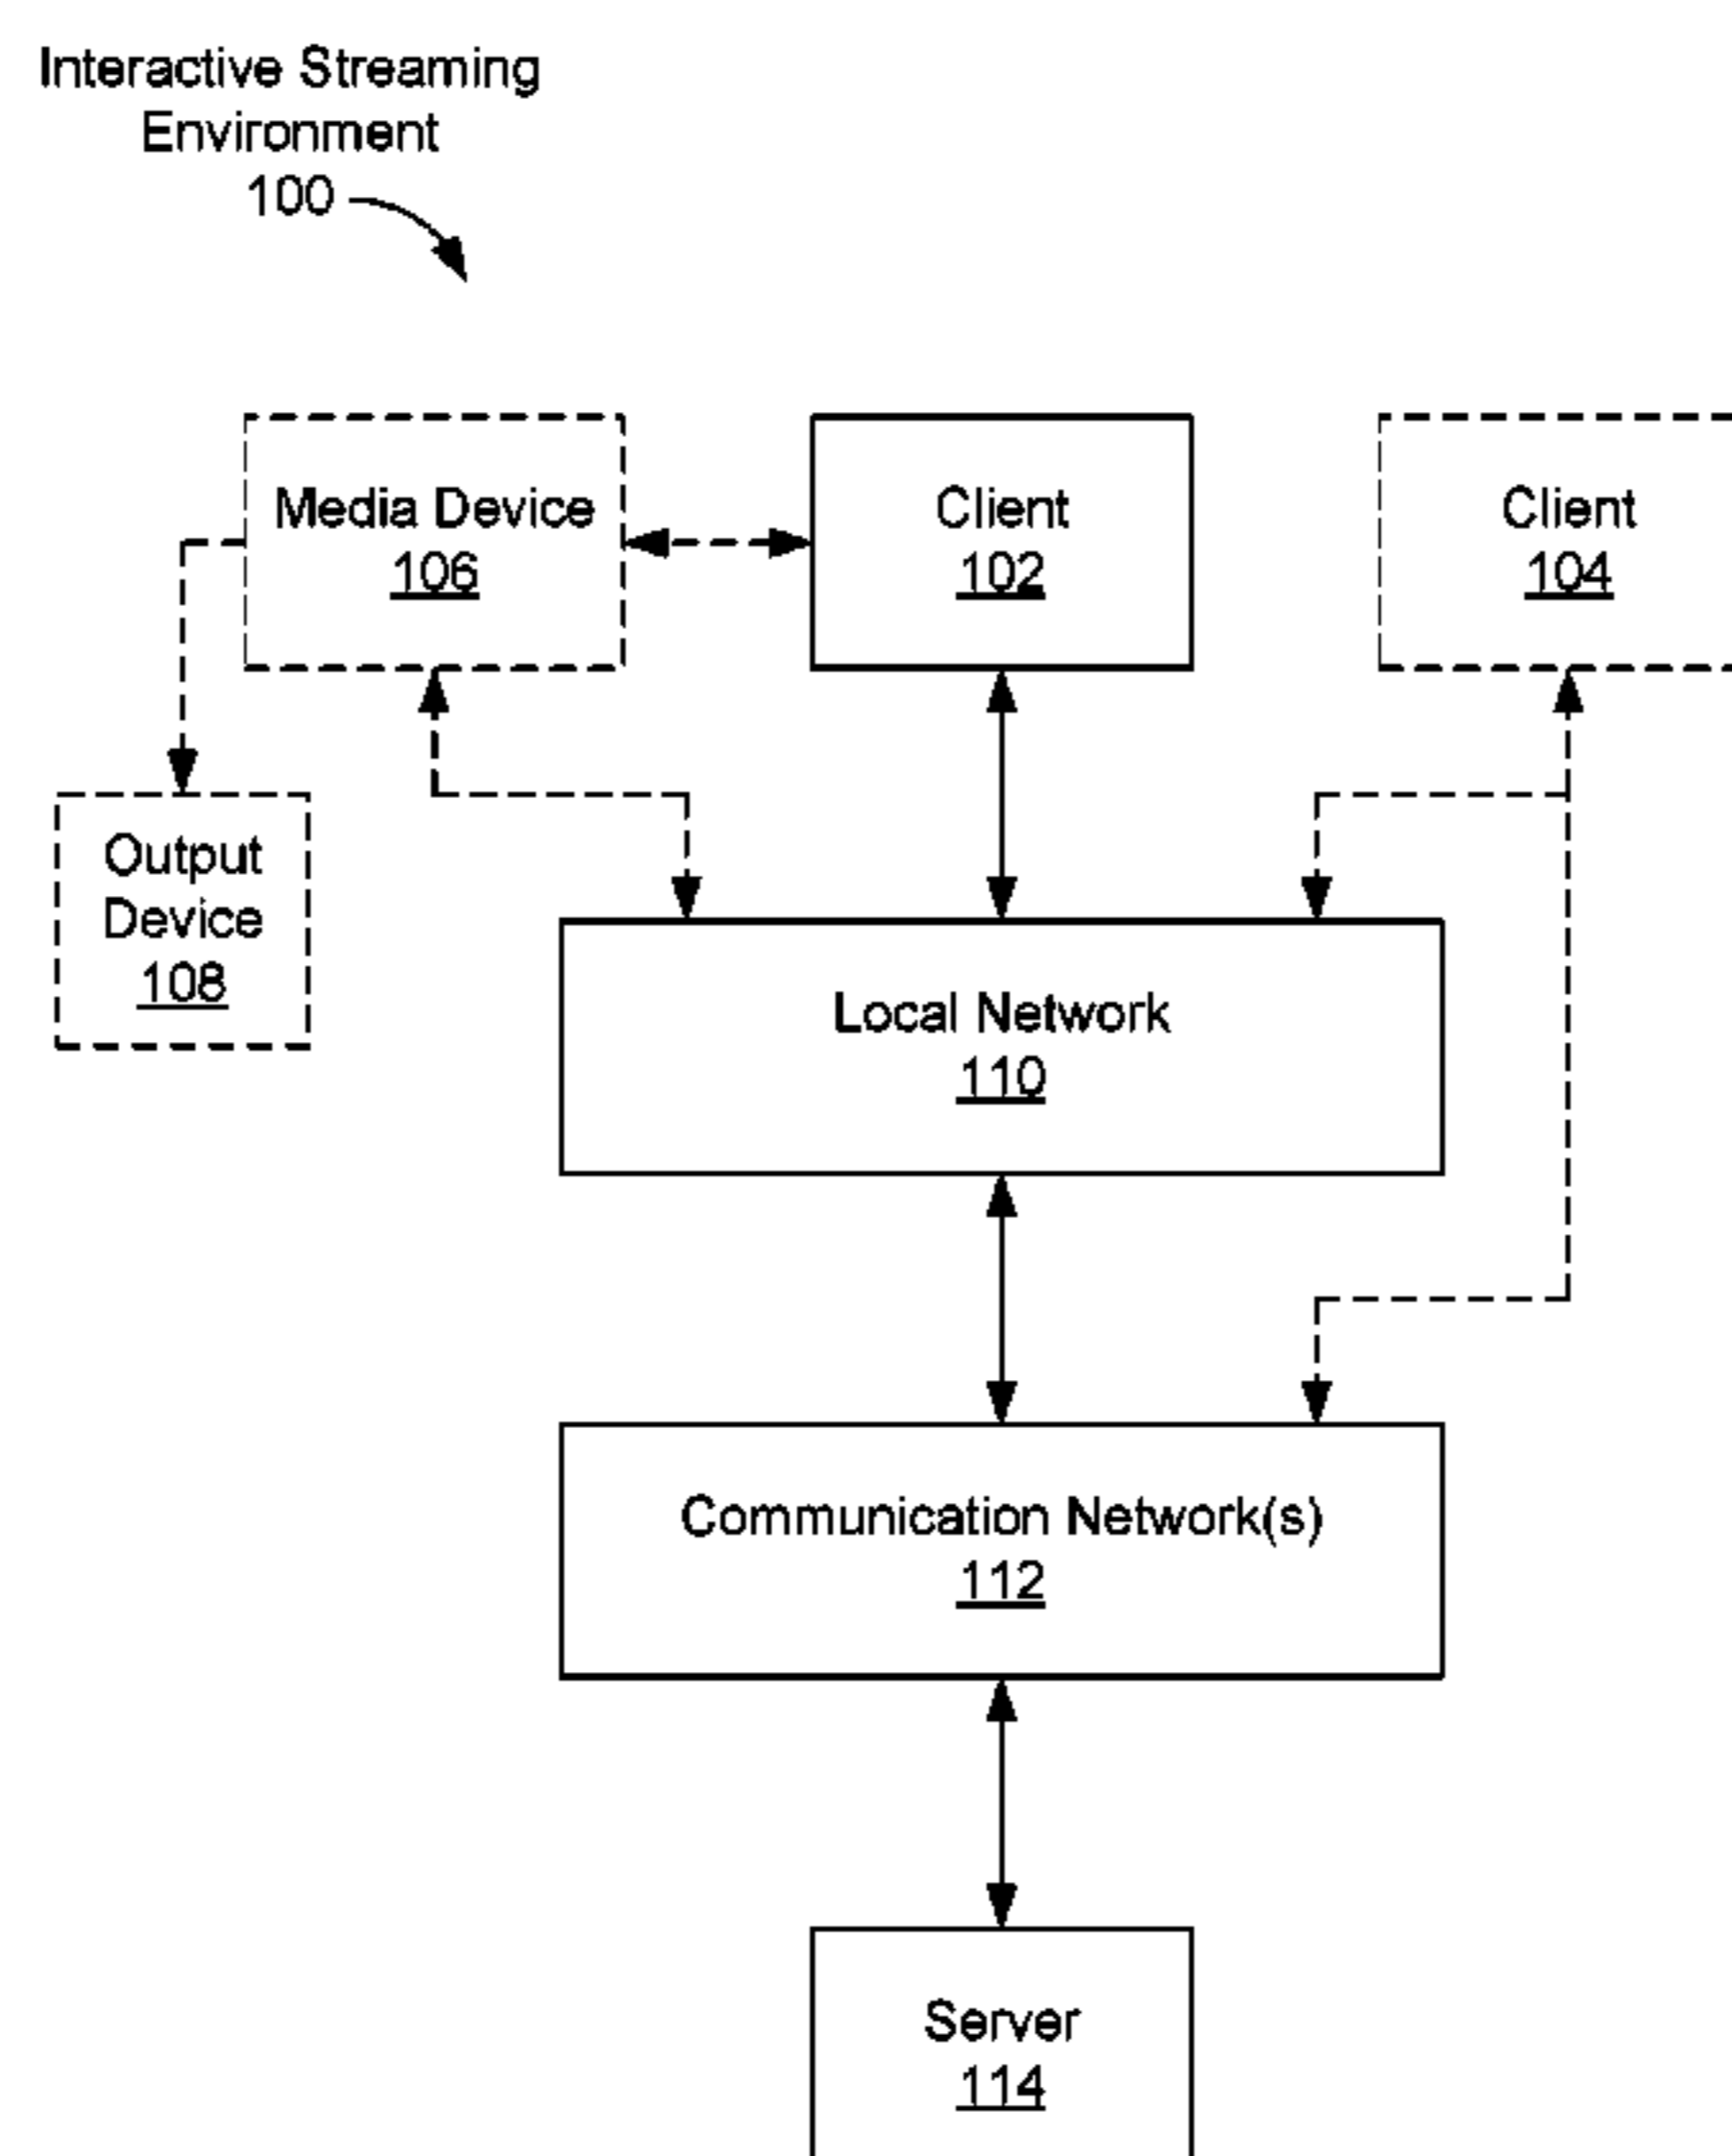 Interactive Streaming
Environment
100
Media Device
106
Client
102
Client
104
Output
Device
108
Local Network
110
Communication Network(s)
112
Server
114